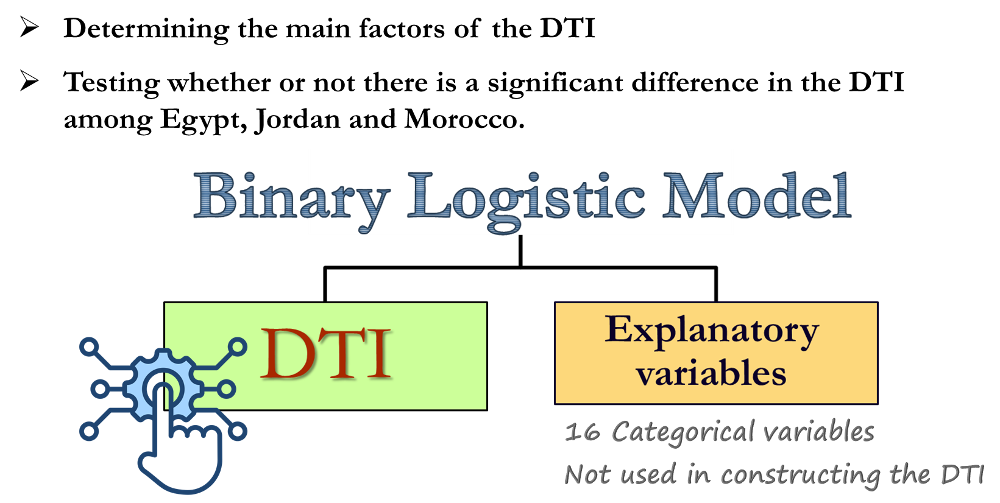 ➢ Determining the main factors of the DTI
➢ Testing whether or not there is a significant difference in the DTI
among Egypt, Jordan and Morocco.
Binary Logistic Model
DTI
Explanatory
variables
16 Categorical variables
Not used in constructing the DTI